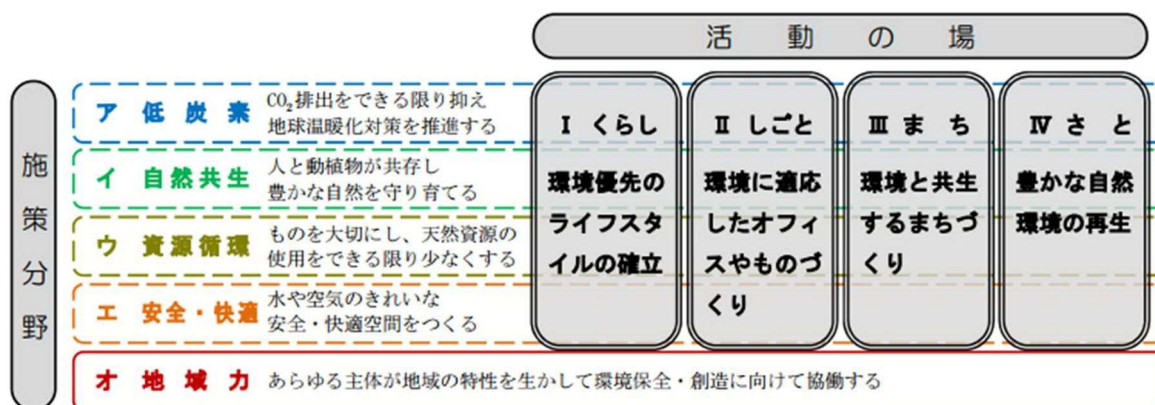 活動の場
施策分野
ア 低炭素
CO₂排出をできる限り抑え
地球温暖化対策を推進する
イ 自然共生
人と動植物が共存し
豊かな自然を守り育てる
ウ 資源循環
ものを大切にし、天然資源の
使用をできる限り少なくする
エ 安全・快適
水や空気のきれいな
安全・快適空間をつくる
オ 地域力
あらゆる主体が地域の特性を生かして環境保全・創造に向けて協働する
Ⅰ くらし
環境優先の
ライフスタ
イルの確立
Ⅱ しごと
環境に適応
したオフィ
スやものづ
くり
Ⅲ まち
環境と共生
するまちづ
くり
Ⅳ さと
豊かな自然
環境の再生